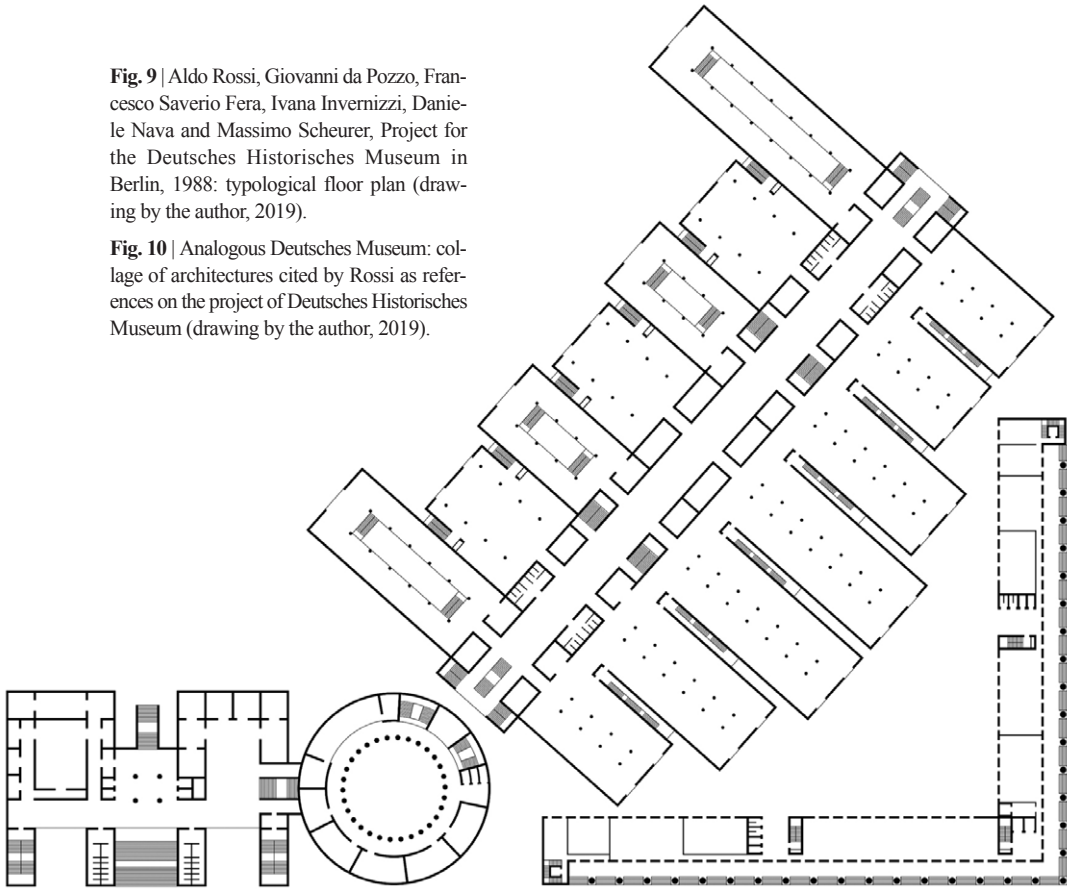 Fig. 9 | Aldo Rossi, Giovanni da Pozzo, Fran-
cesco Saverio Fera, Ivana Invernizzi, Danie-
le Nava and Massimo Scheurer, Project for
the Deutsches Historisches Museum in
Berlin, 1988: typological floor plan (draw-
ing by the author, 2019).
Fig. 10 | Analogous Deutsches Museum: col-
lage of architectures cited by Rossi as refer-
ences on the project of Deutsches Historisches
Museum (drawing by the author, 2019).